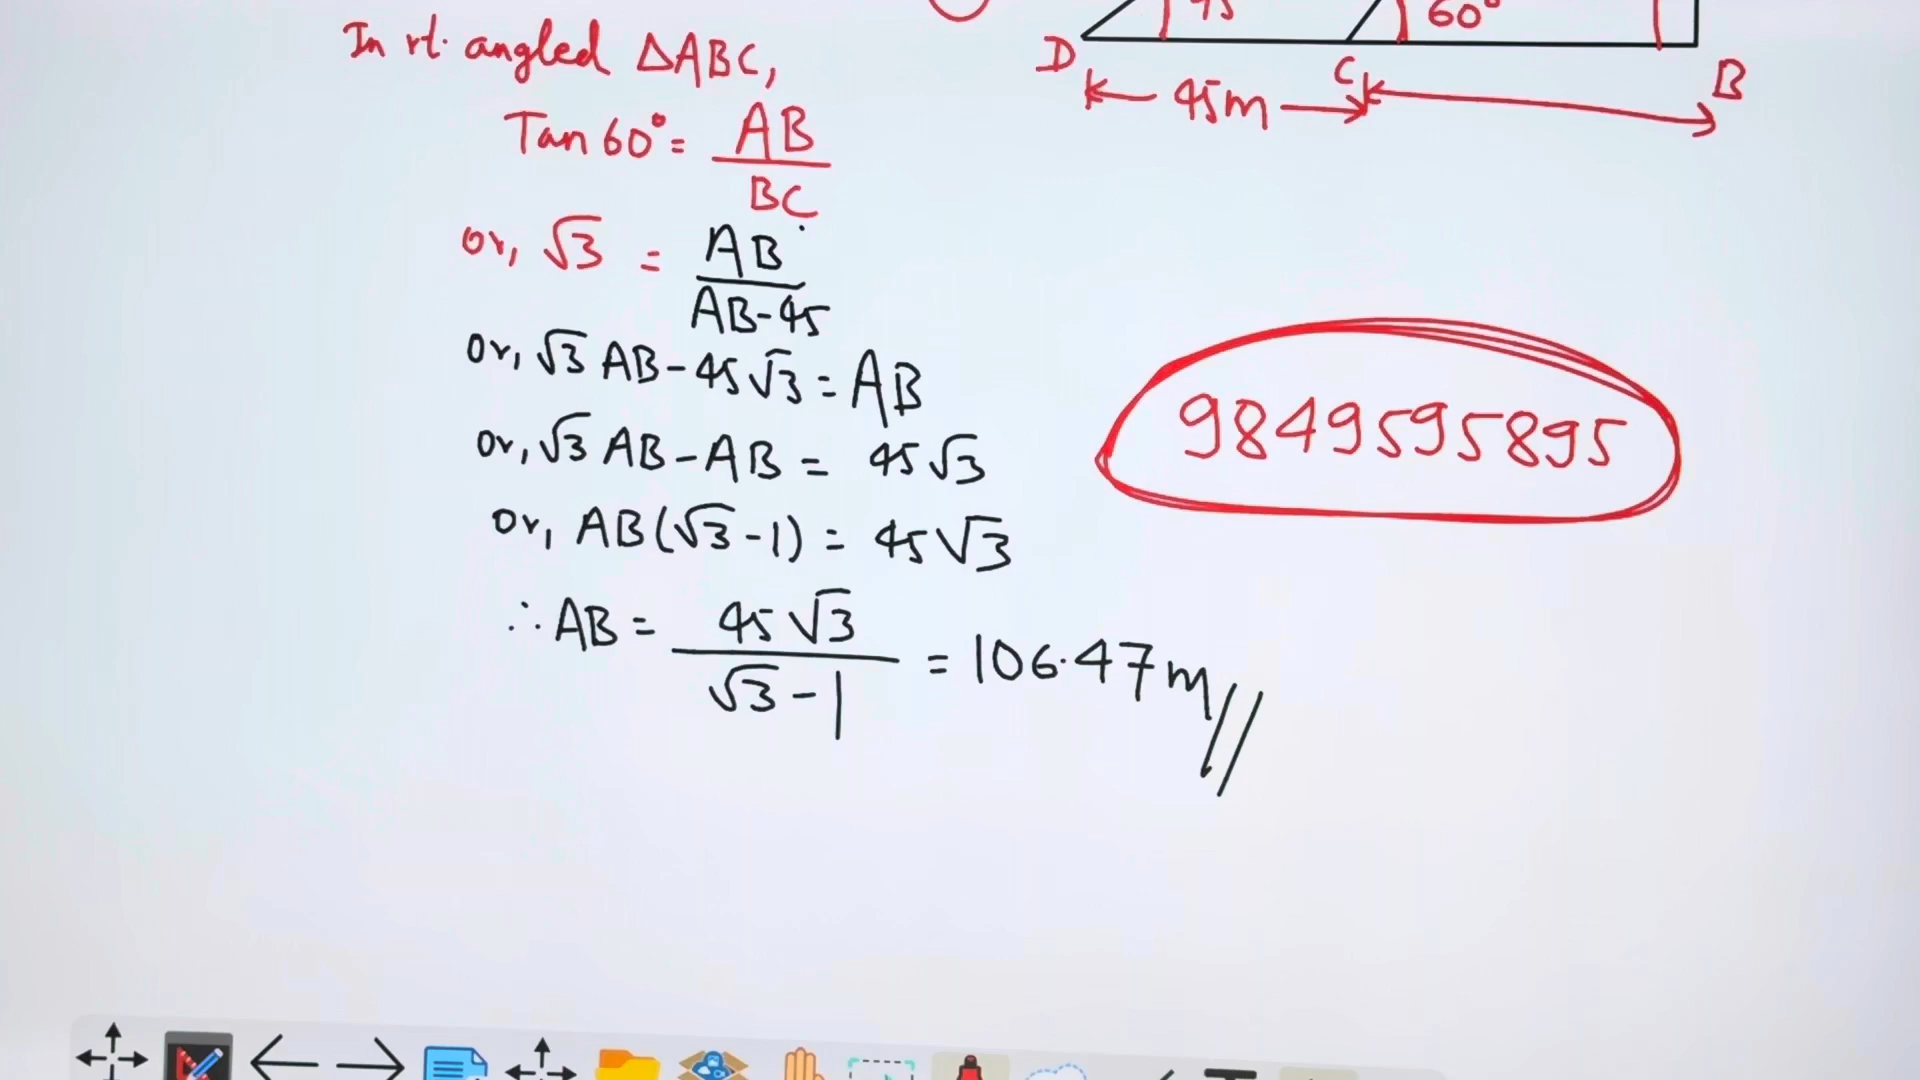 In rt. angled ΔABC,
Tan 60° = AB / BC
or, √3 = AB / AB-45
or, √3 AB - 45√3 = AB
or, √3 AB - AB = 45√3
or, AB(√3-1) = 45√3
∴ AB = 45√3 / √3-1 = 106.47m
60°
D C B
45m
9849595895